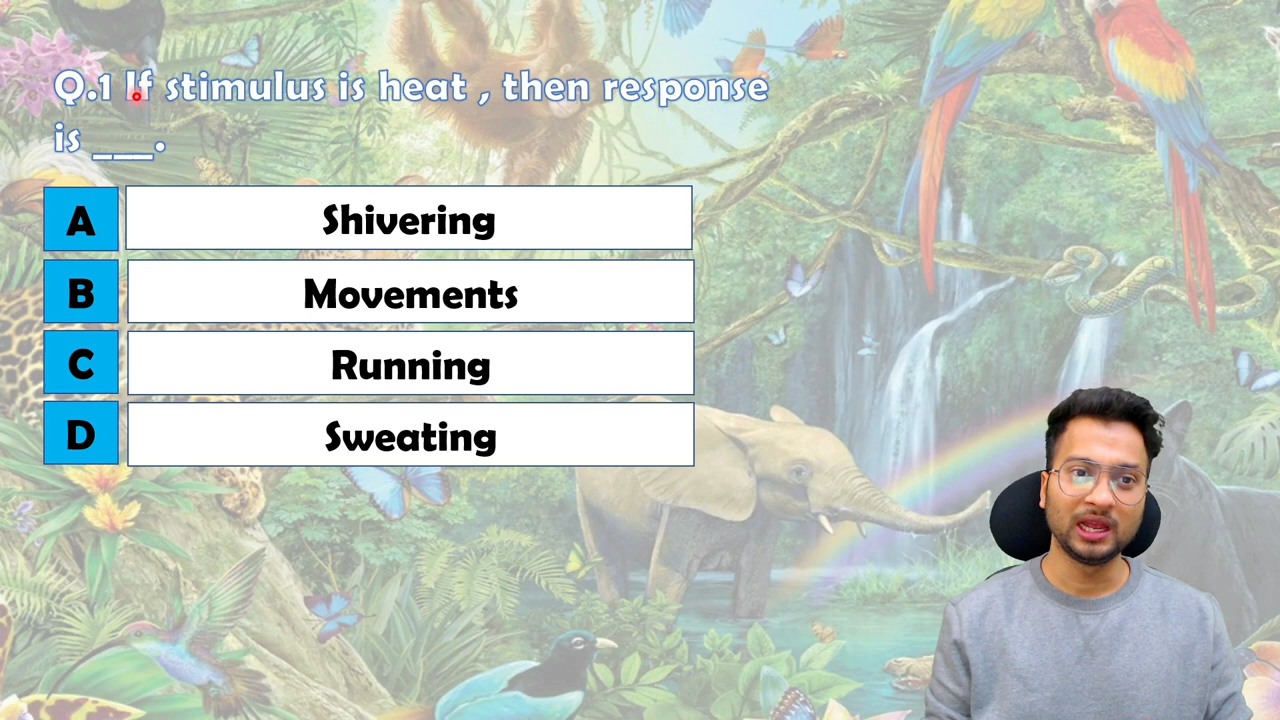 Q.1 If stimulus is heat , then response
is ___.
A Shivering
B Movements
C Running
D Sweating